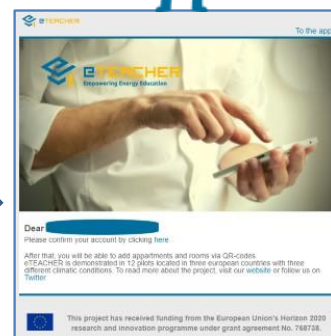 eTEACHER
To the app
eTEACHER
Empowering Energy Education
Dear
Please confirm your account by clicking here
After that, you will be able to add appartments and rooms via QR-codes
eTEACHER is demonstrated in 12 pilots located in three european countries with three
different climatic conditions. To read more about the project, visit our website or follow us on
Twitter
This project has received funding from the European Union's Horizon 2020
research and innovation programme under grant agreement No. 768738.